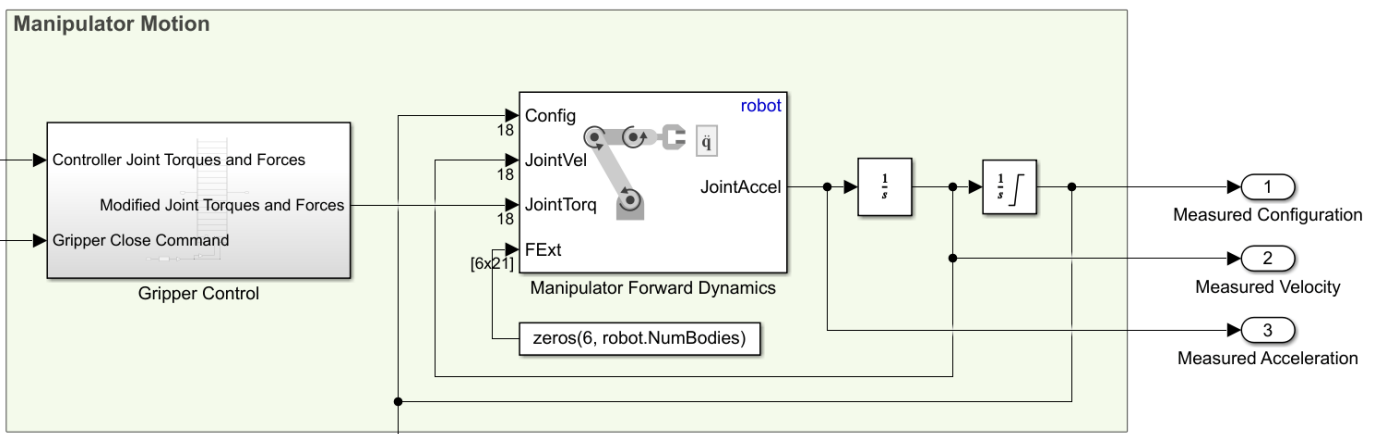 Manipulator Motion
Controller Joint Torques and Forces
Modified Joint Torques and Forces
Gripper Close Command
Gripper Control
robot
Config
18
JointVel
18
JointTorq
18
FExt
[6x21]
q̈
JointAccel
Manipulator Forward Dynamics
zeros(6, robot.NumBodies)
1
s
1
s
1
Measured Configuration
2
Measured Velocity
3
Measured Acceleration